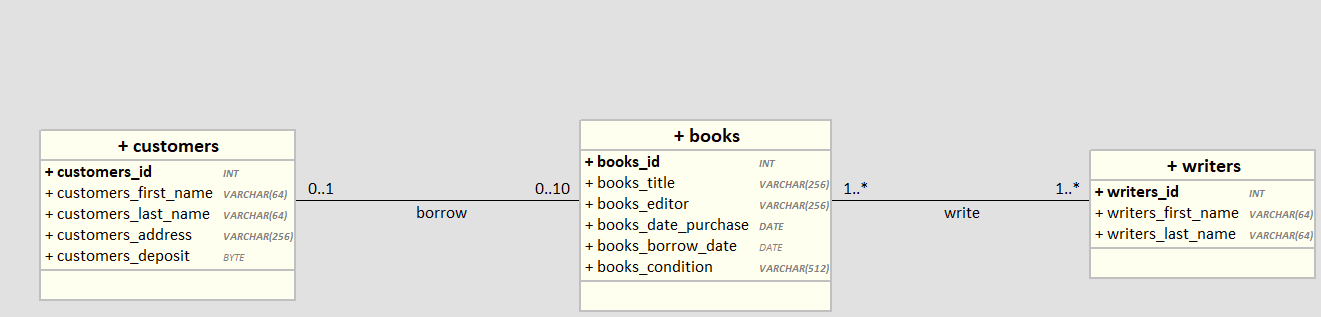 + customers
+ customers_id INT
+ customers_first_name VARCHAR(64)
+ customers_last_name VARCHAR(64)
+ customers_address VARCHAR(256)
+ customers_deposit BYTE
0..1
0..10
borrow
+ books
+ books_id INT
+ books_title VARCHAR(256)
+ books_editor VARCHAR(256)
+ books_date_purchase DATE
+ books_borrow_date DATE
+ books_condition VARCHAR(512)
1..*
1..*
write
+ writers
+ writers_id INT
+ writers_first_name VARCHAR(64)
+ writers_last_name VARCHAR(64)